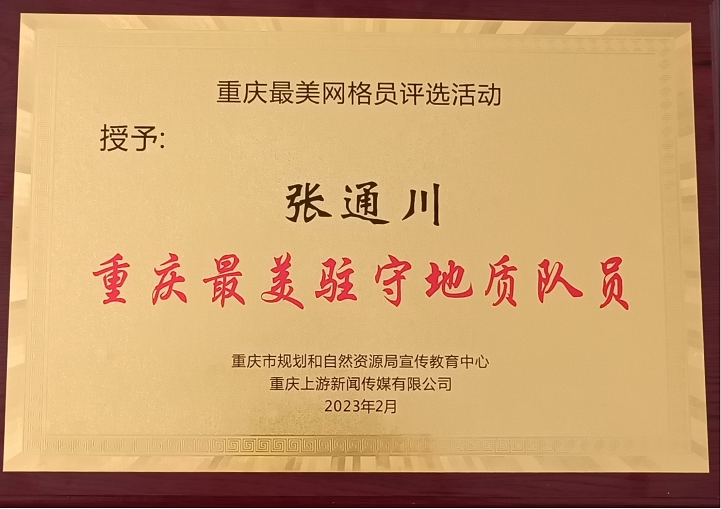 重庆最美网格员评选活动
授予:
张通川
重庆最美驻守地质队员
重庆市规划和自然资源局宣传教育中心
重庆上游新闻传媒有限公司
2023年2月